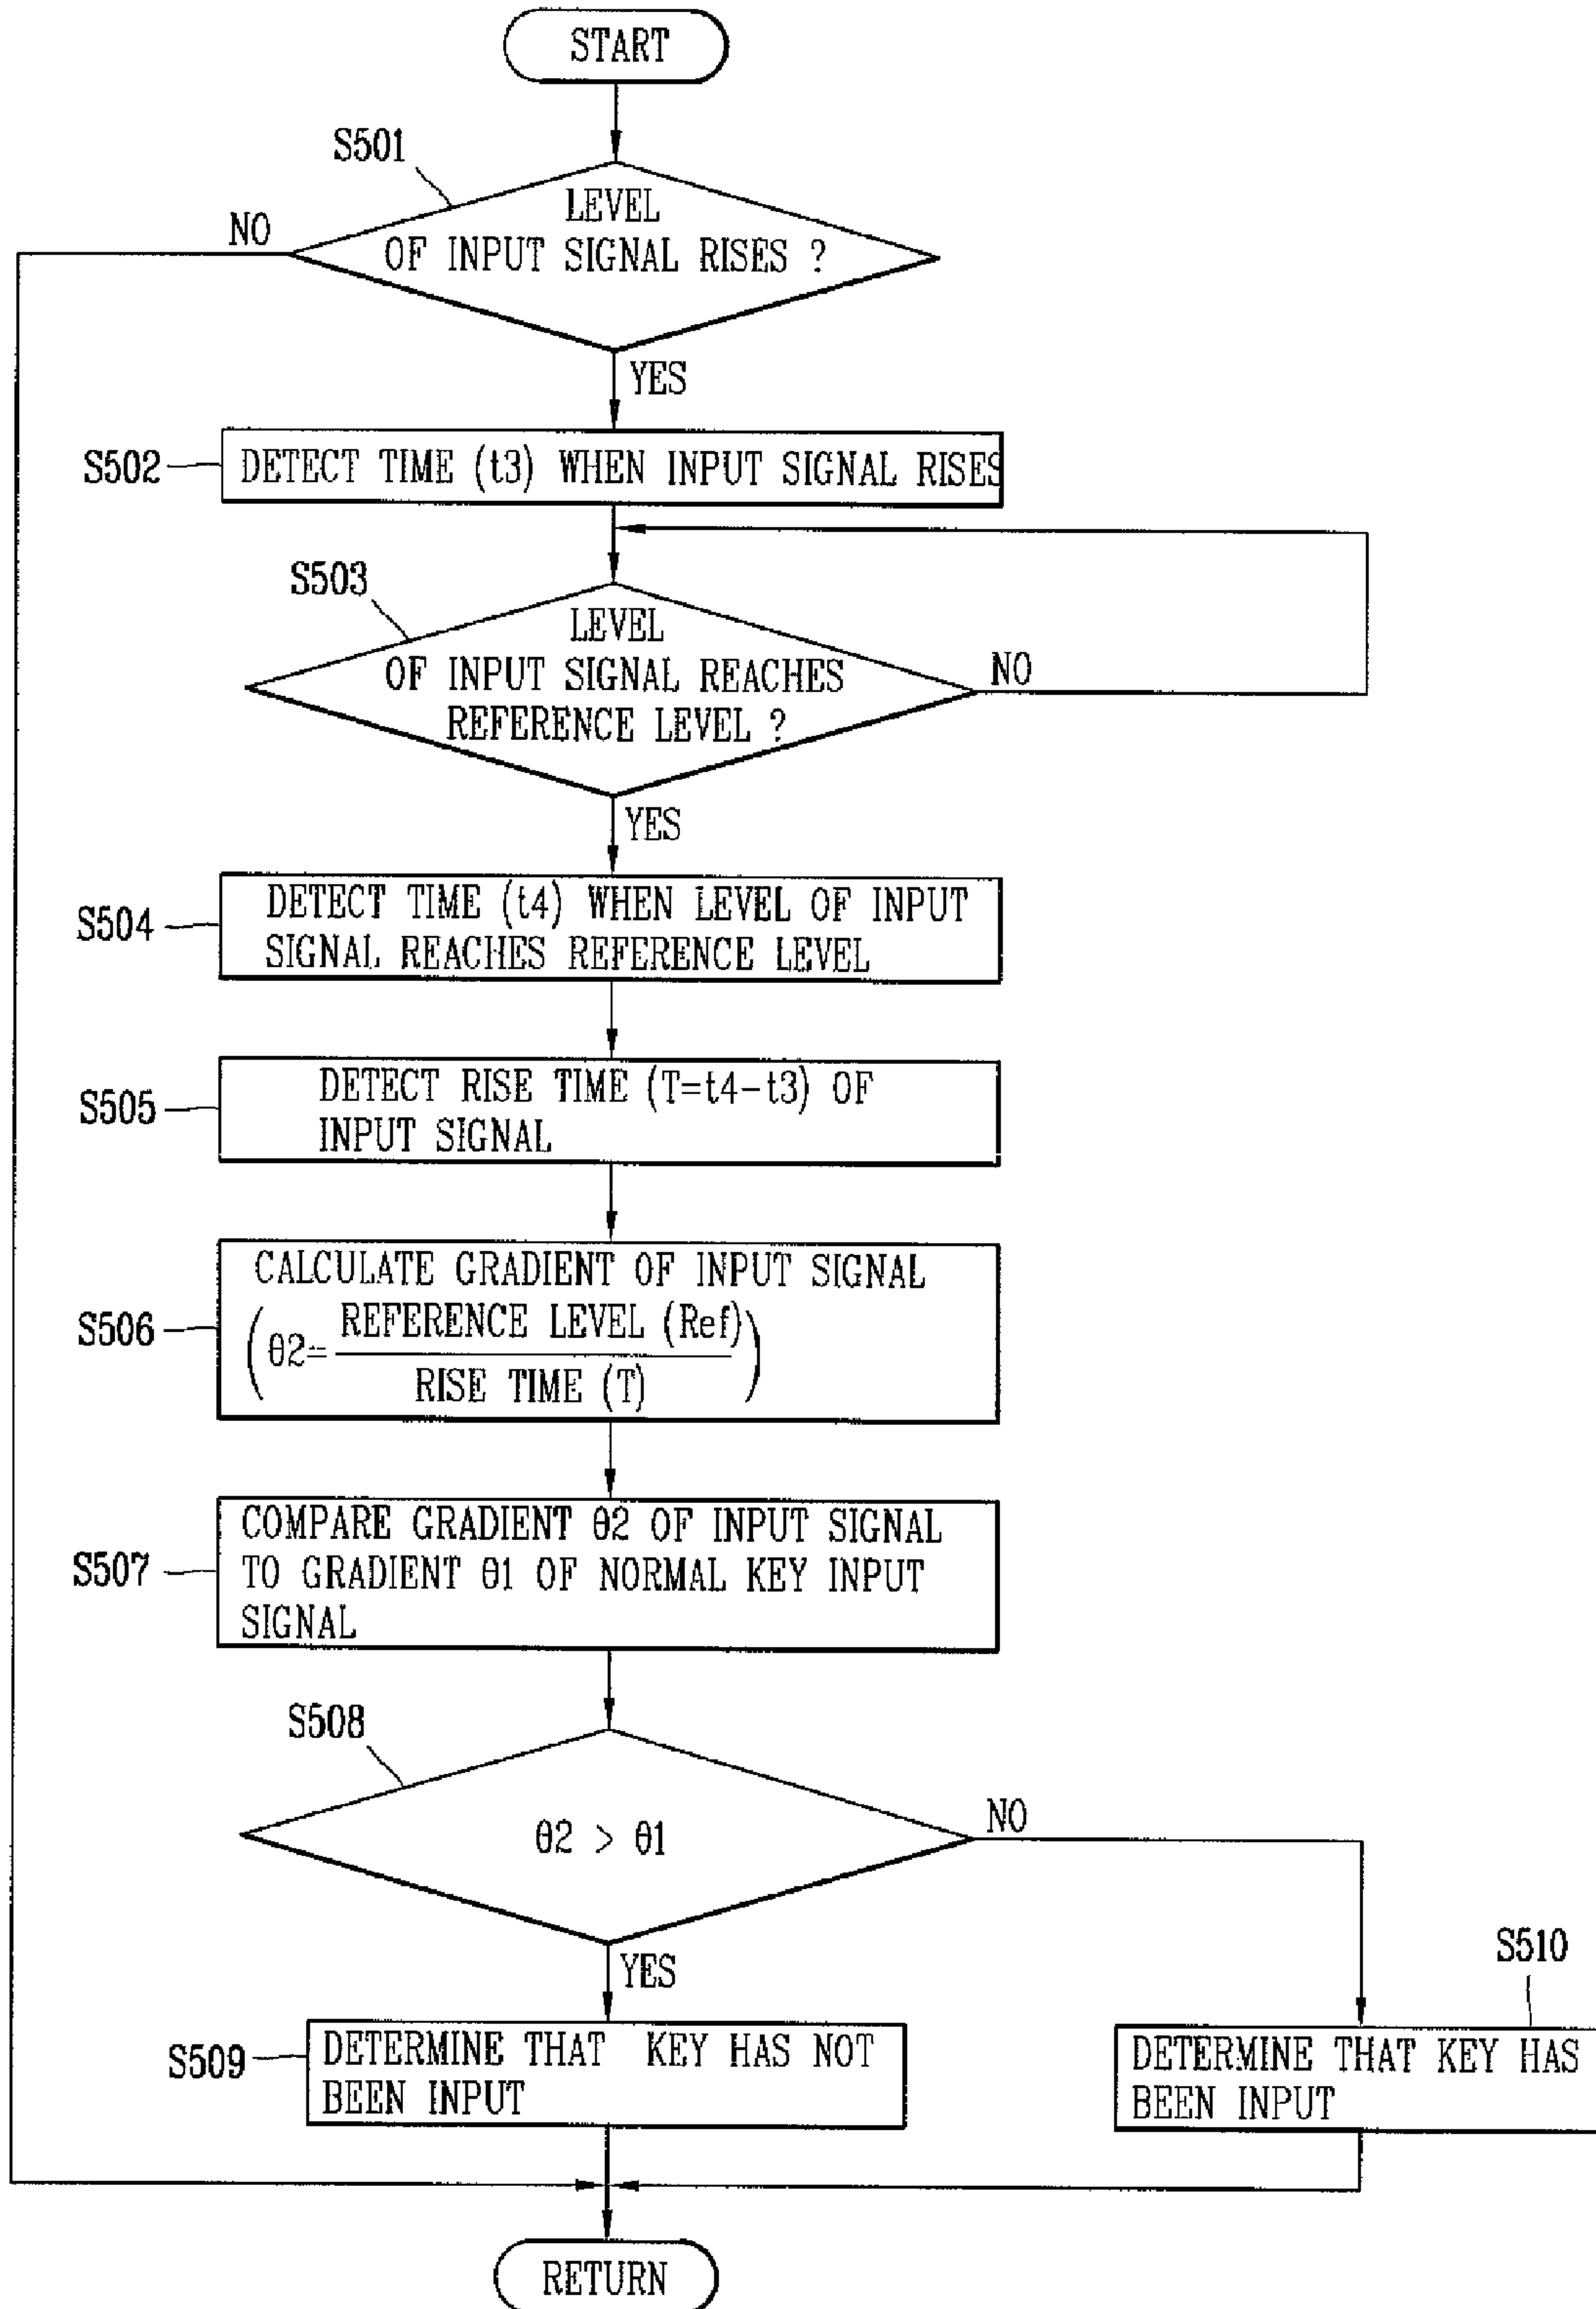 START
S501
LEVEL
OF INPUT SIGNAL RISES ?
NO
YES
S502
DETECT TIME (t3) WHEN INPUT SIGNAL RISES
S503
LEVEL
OF INPUT SIGNAL REACHES
REFERENCE LEVEL ?
NO
YES
S504
DETECT TIME (t4) WHEN LEVEL OF INPUT
SIGNAL REACHES REFERENCE LEVEL
S505
DETECT RISE TIME (T=t4-t3) OF
INPUT SIGNAL
S506
CALCULATE GRADIENT OF INPUT SIGNAL
REFERENCE LEVEL (Ref)
(θ2= )
RISE TIME (T)
S507
COMPARE GRADIENT θ2 OF INPUT SIGNAL
TO GRADIENT θ1 OF NORMAL KEY INPUT
SIGNAL
S508
θ2 > θ1
NO
YES
S509
DETERMINE THAT KEY HAS NOT
BEEN INPUT
S510
DETERMINE THAT KEY HAS
BEEN INPUT
RETURN